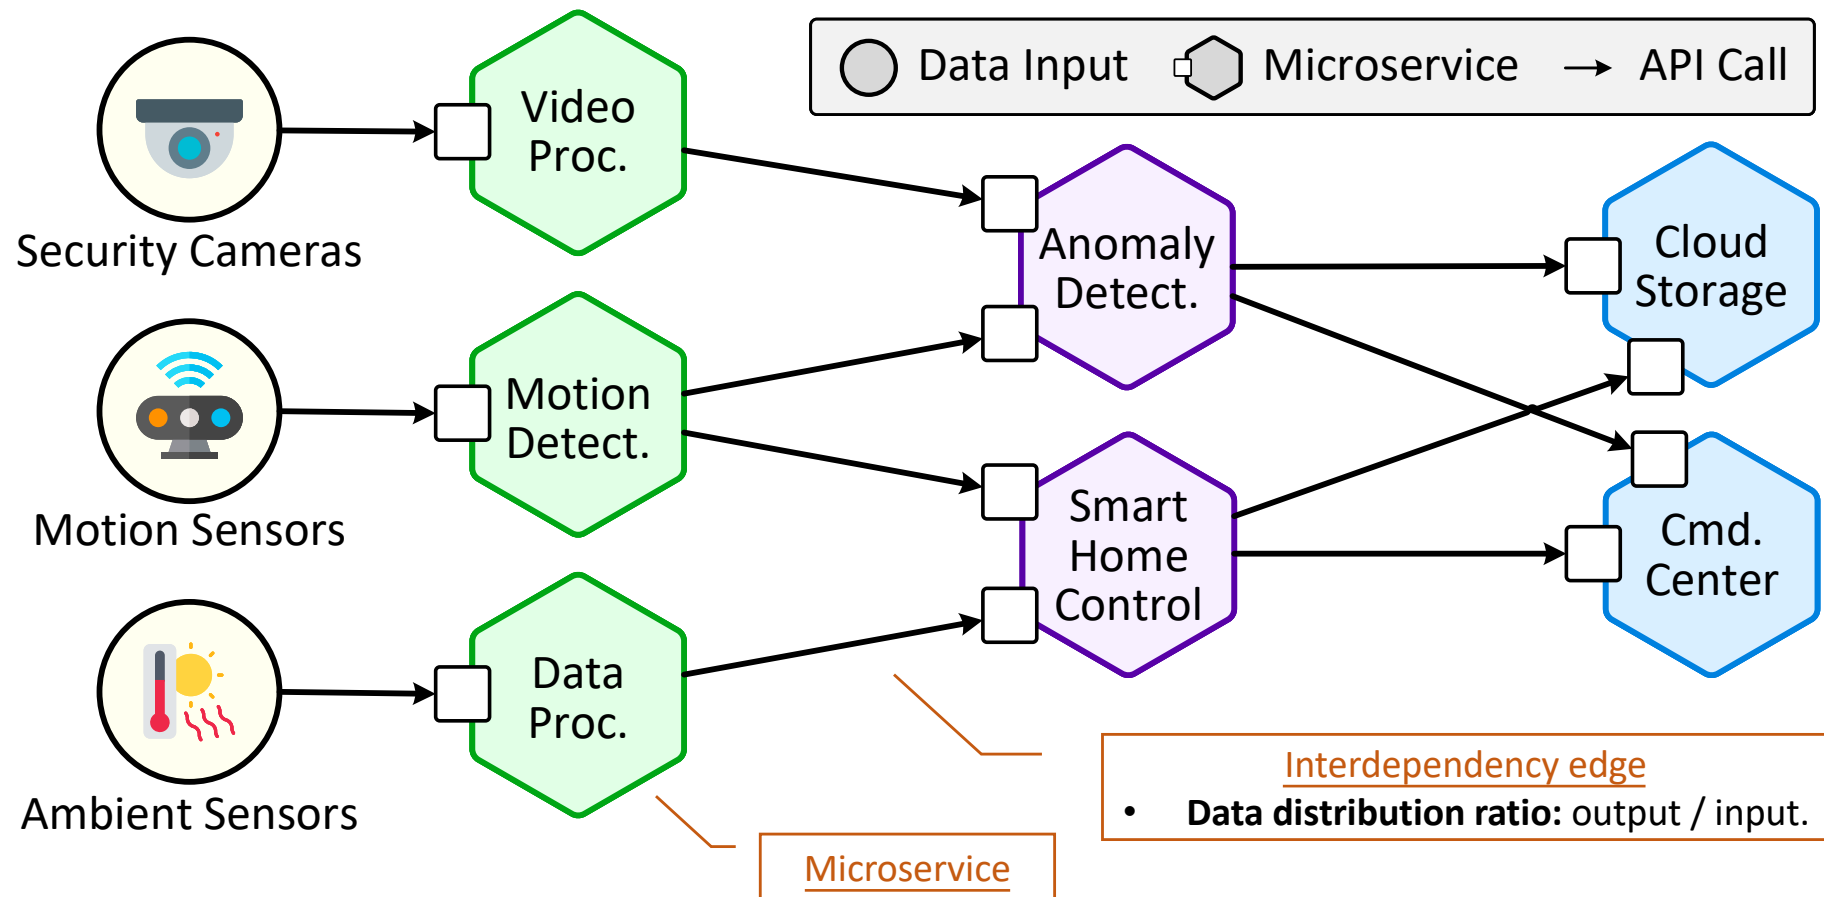 Data Input
Microservice
API Call
Video
Proc.
Security Cameras
Anomaly
Detect.
Cloud
Storage
Motion
Detect.
Motion Sensors
Smart
Home
Control
Cmd.
Center
Data
Proc.
Ambient Sensors
Interdependency edge
• Data distribution ratio: output / input.
Microservice